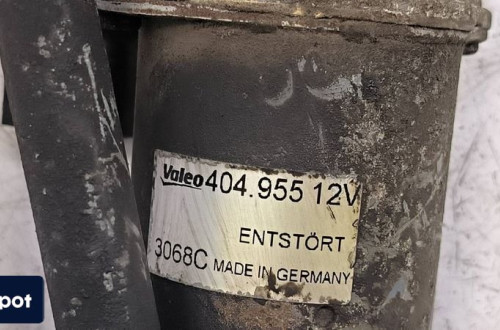 Valeo 404.955 12V
ENTSTÖRT
3068C MADE IN GERMANY
pot